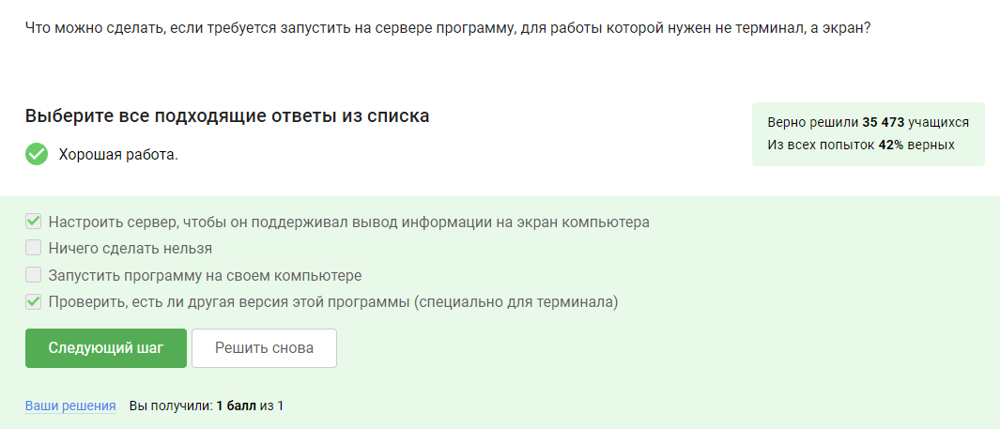 Что можно сделать, если требуется запустить на сервере программу, для работы которой нужен не терминал, а экран?
Выберите все подходящие ответы из списка
Хорошая работа.
Верно решили 35 473 учащихся
Из всех попыток 42% верных
Настроить сервер, чтобы он поддерживал вывод информации на экран компьютера
Ничего сделать нельзя
Запустить программу на своем компьютере
Проверить, есть ли другая версия этой программы (специально для терминала)
Следующий шаг
Решить снова
Ваши решения
Вы получили: 1 балл из 1